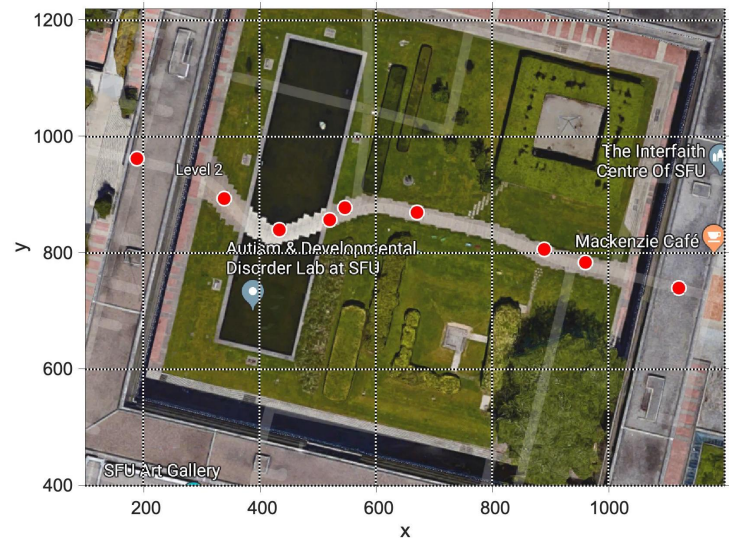 1200
1000
800
600
400
y
200
400
600
800
1000
x
Level 2
The Interfaith
Centre Of SFU
Mackenzie Café
Autism & Developmental
Disorder Lab at SFU
SFU Art Gallery